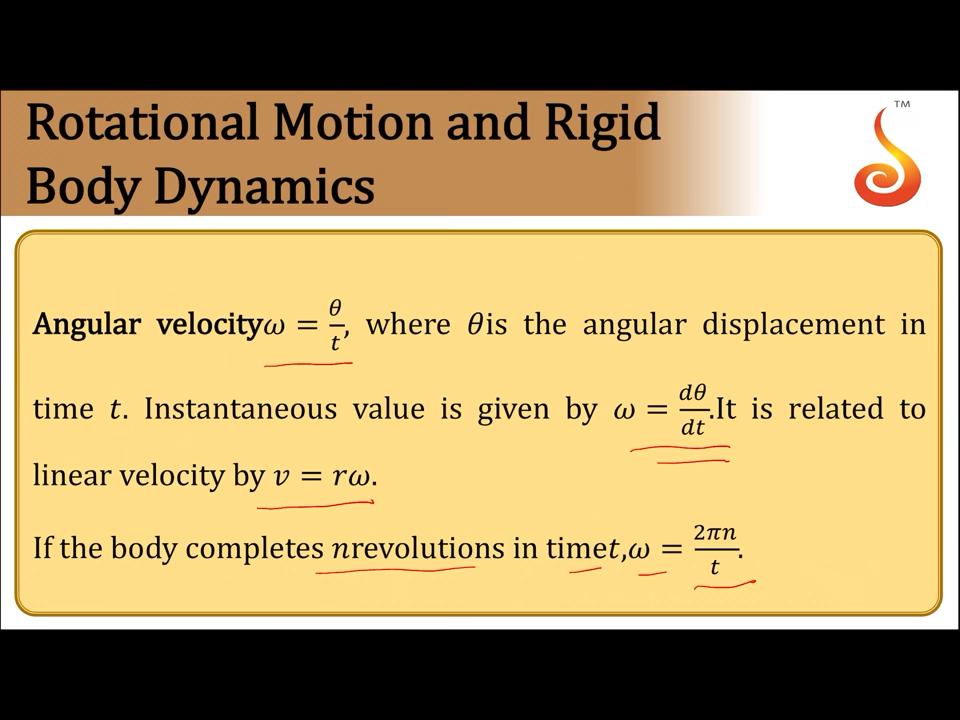 Rotational Motion and Rigid
Body Dynamics
TM
Angular velocityω = θ/t, where θis the angular displacement in
time t. Instantaneous value is given by ω = dθ/dt.It is related to
linear velocity by v = rω.
If the body completes nrevolutions in timet,ω = 2πn/t.